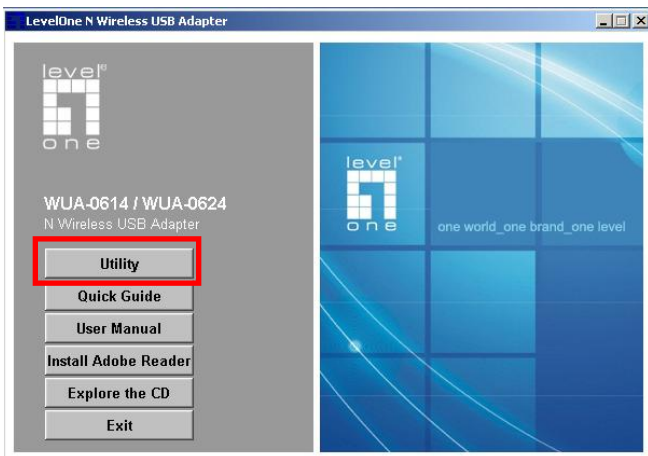 LevelOne N Wireless USB Adapter
level®
one
WUA-0614 / WUA-0624
N Wireless USB Adapter
Utility
Quick Guide
User Manual
Install Adobe Reader
Explore the CD
Exit
level®
one
one world_one brand_one level